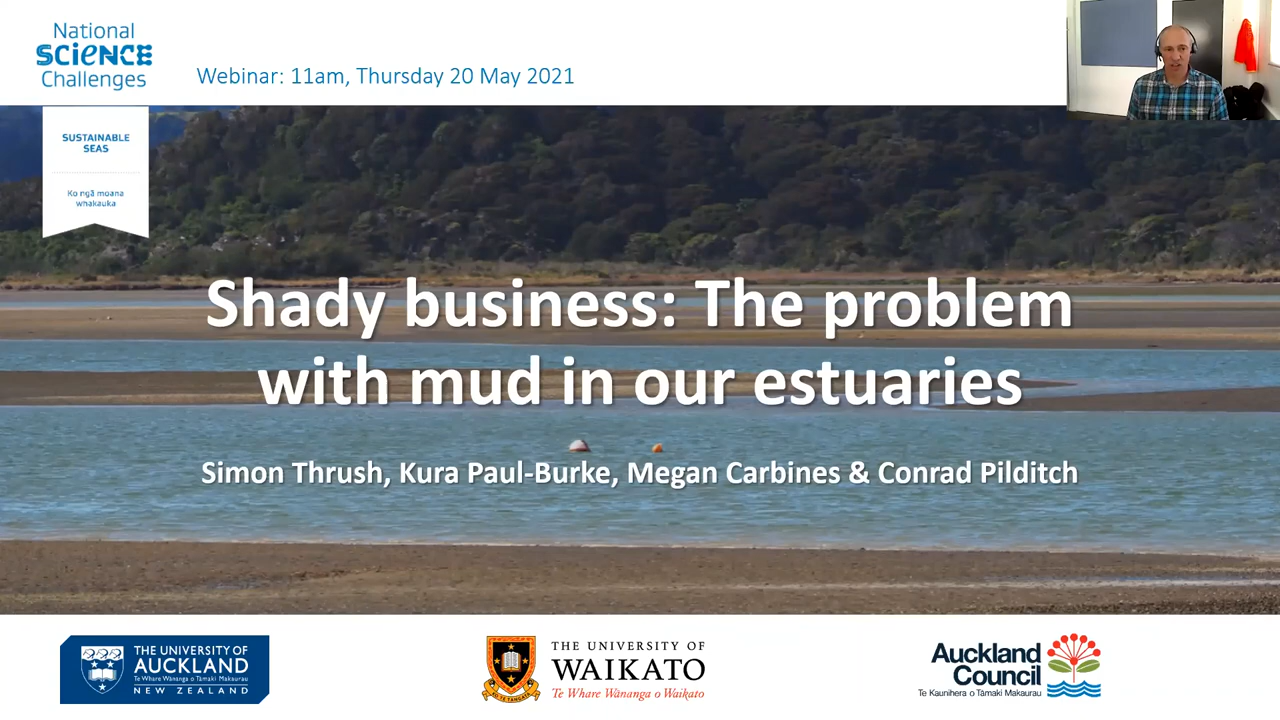 National
SCIENCE
Challenges
Webinar: 11am, Thursday 20 May 2021
SUSTAINABLE
SEAS
Ko ngā moana
whakauka
Shady business: The problem
with mud in our estuaries
Simon Thrush, Kura Paul-Burke, Megan Carbines & Conrad Pilditch
THE UNIVERSITY OF
AUCKLAND
Te Whare Wānanga o Tāmaki Makaurau
NEW ZEALAND
THE UNIVERSITY OF
WAIKATO
Te Whare Wānanga o Waikato
Auckland
Council
Te Kaunihera o Tāmaki Makaurau